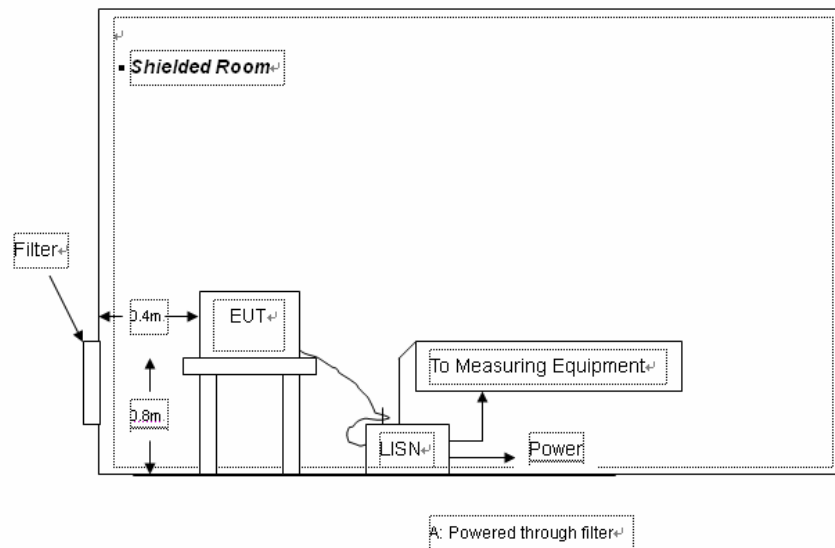 Shielded Room
Filter
0.4m.
EUT
To Measuring Equipment
0.8m.
LISN
Power
A: Powered through filter